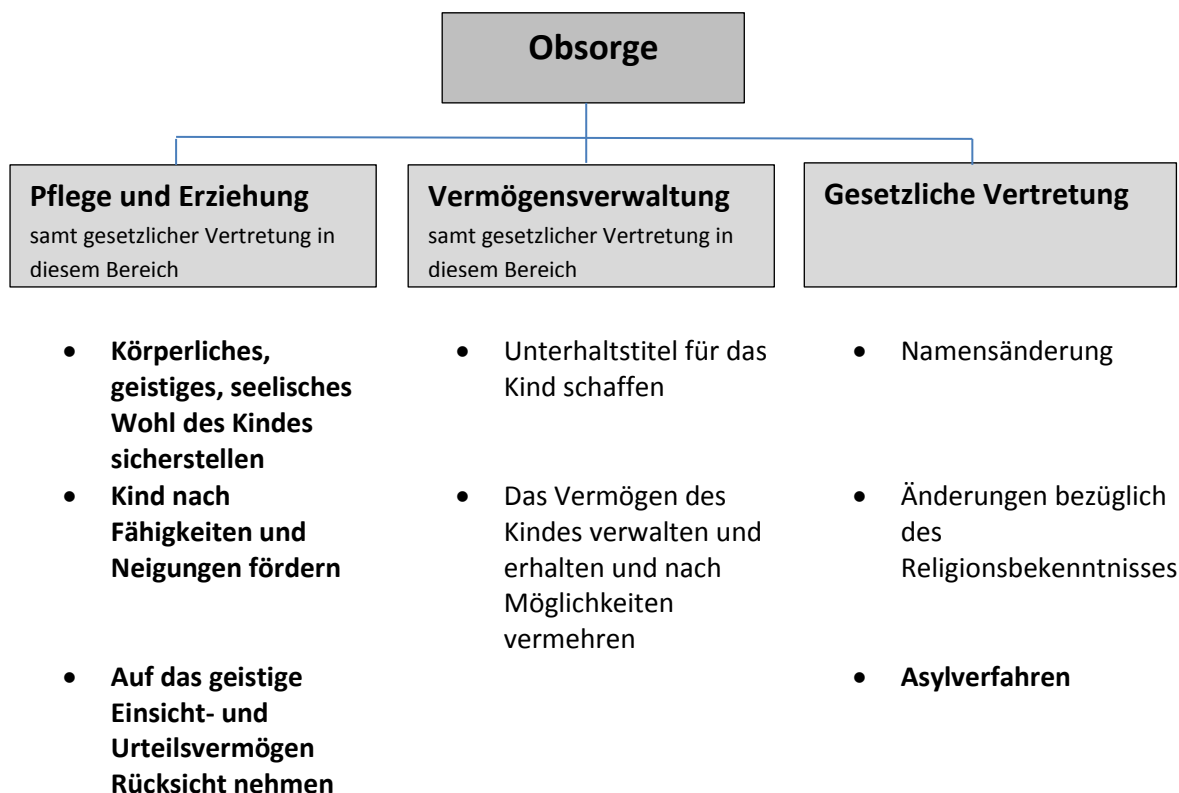 Obsorge
Pflege und Erziehung
samt gesetzlicher Vertretung in
diesem Bereich
Vermögensverwaltung
samt gesetzlicher Vertretung in
diesem Bereich
Gesetzliche Vertretung
• Körperliches,
geistiges, seelisches
Wohl des Kindes
sicherstellen
• Kind nach
Fähigkeiten und
Neigungen fördern
• Auf das geistige
Einsicht- und
Urteilsvermögen
Rücksicht nehmen
• Unterhaltstitel für das
Kind schaffen
• Das Vermögen des
Kindes verwalten und
erhalten und nach
Möglichkeiten
vermehren
• Namensänderung
• Änderungen bezüglich
des
Religionsbekenntnisses
• Asylverfahren